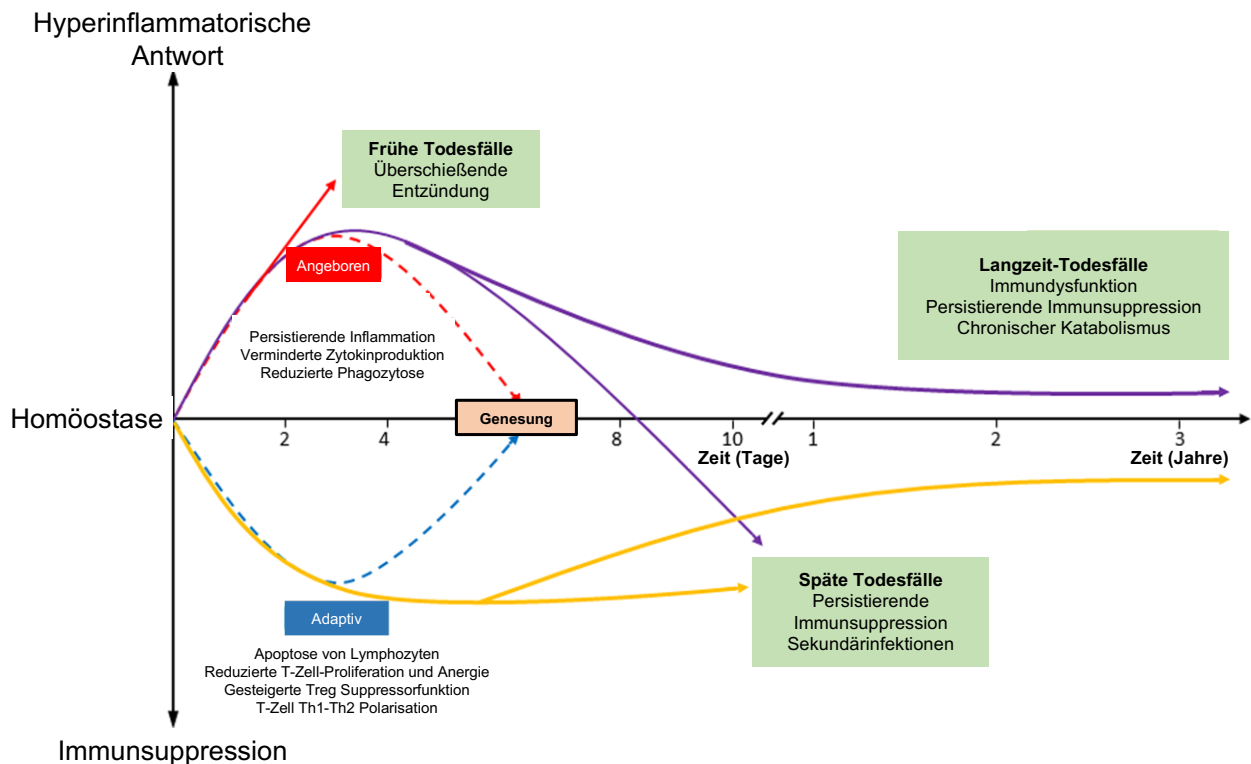 Hyperinflammatorische
Antwort
Frühe Todesfälle
Überschießende
Entzündung
Angeboren
Langzeit-Todesfälle
Immundysfunktion
Persistierende Immunsuppression
Chronischer Katabolismus
Persistierende Inflammation
Verminderte Zytokinproduktion
Reduzierte Phagozytose
Homöostase
Genesung
2
4
8
10
1
2
3
Zeit (Tage)
Zeit (Jahre)
Späte Todesfälle
Persistierende
Immunsuppression
Sekundärinfektionen
Adaptiv
Apoptose von Lymphozyten
Reduzierte T-Zell-Proliferation und Anergie
Gesteigerte Treg Suppressorfunktion
T-Zell Th1-Th2 Polarisation
Immunsuppression